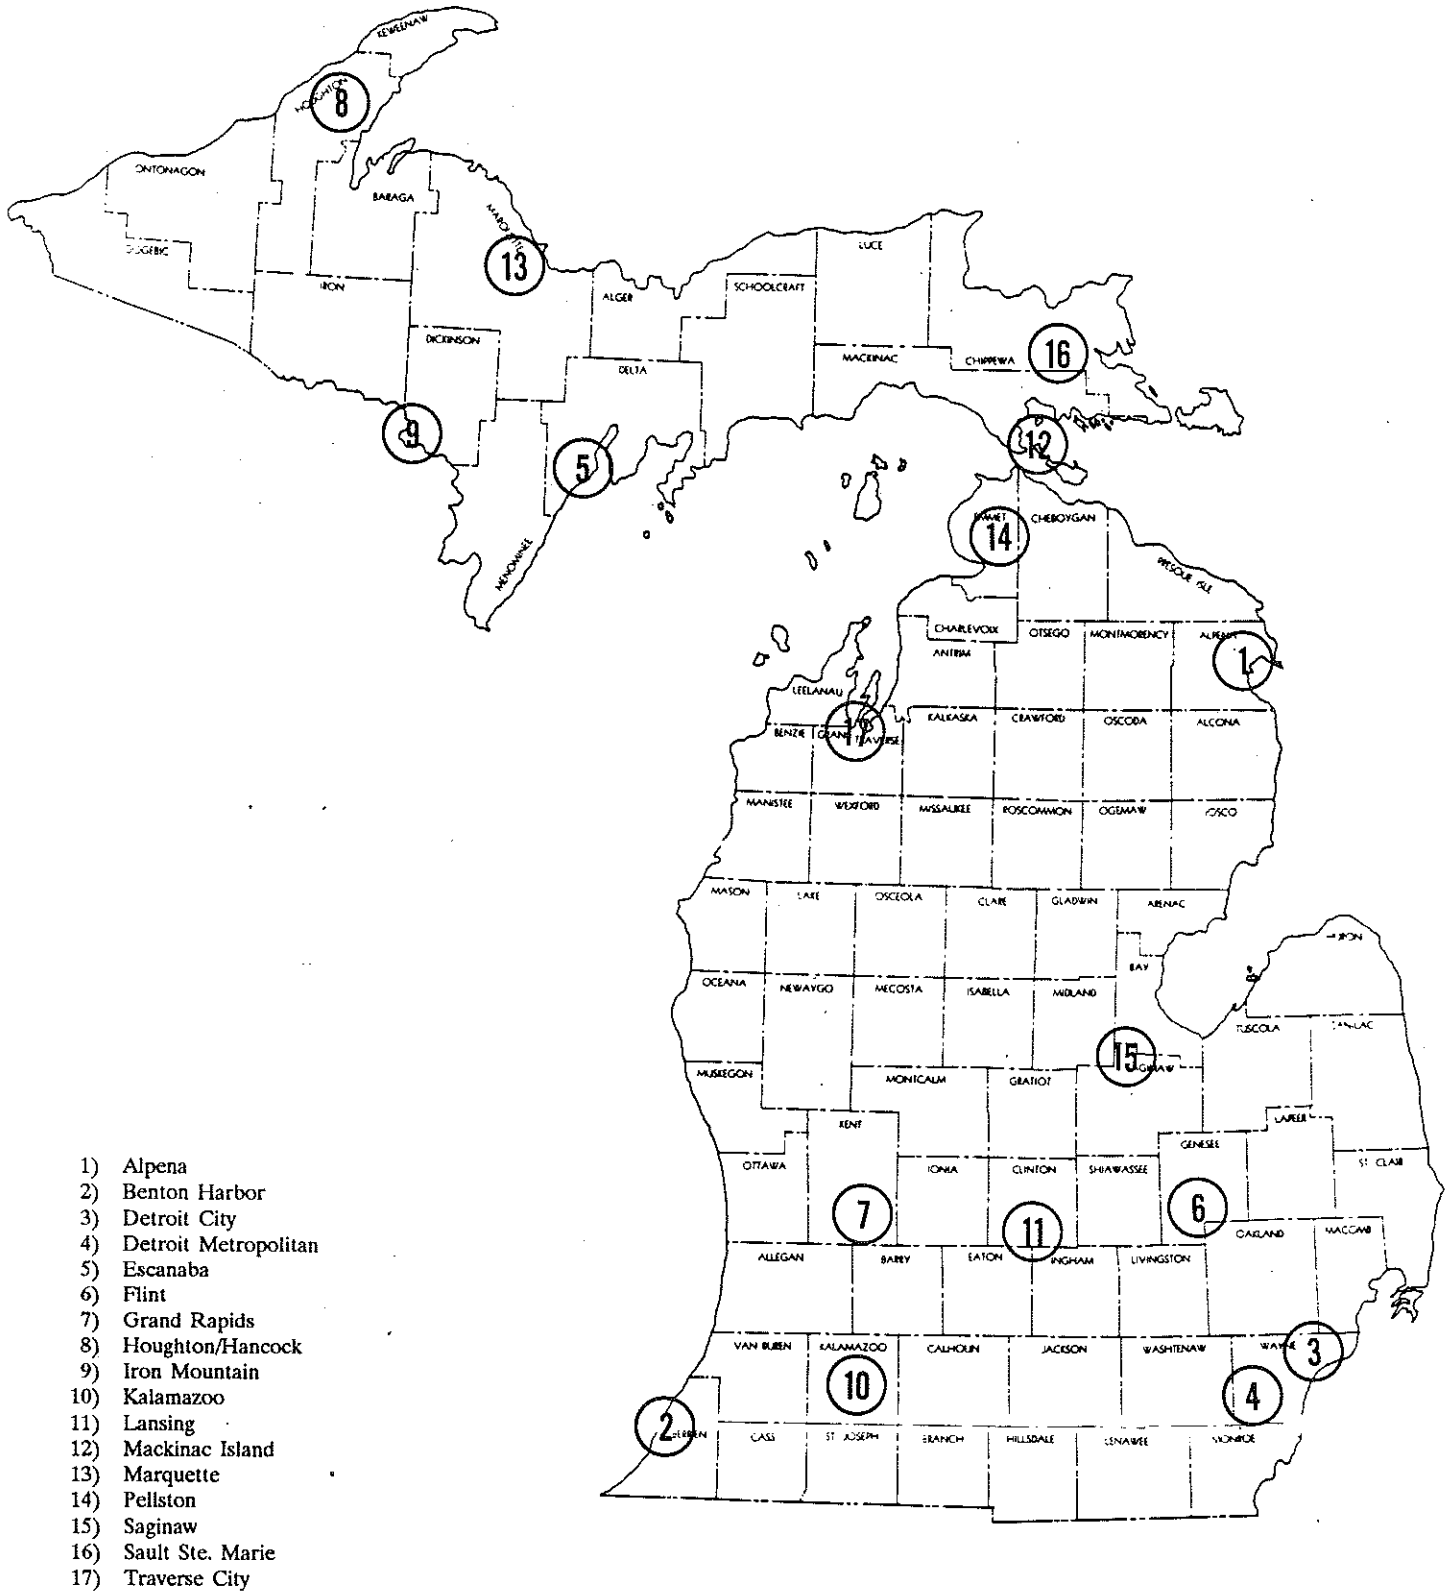 KEWEENAW
HOUGHTON
8
ONTONAGON
BARAGA
MARQUETTE
GOGEBIC
13
LUCE
IRON
ALGER
SCHOOLCRAFT
DICKINSON
MACKINAC
CHIPPEWA
16
DELTA
9
12
5
EMMET
CHEBOYGAN
14
MENOMINEE
PRESQUE ISLE
CHARLEVOIX
OTSEGO
MONTMORENCY
ALPENA
ANTRIM
1
LEELANAU
KALKASKA
CRAWFORD
OSCODA
ALCONA
BENZIE
GRAND TRAVERSE
17
MANISTEE
WEXFORD
MISSAUKEE
ROSCOMMON
OGEMAW
IOSCO
MASON
LAKE
OSCEOLA
CLARE
GLADWIN
ARENAC
HURON
BAY
OCEANA
NEWAYGO
MECOSTA
ISABELLA
MIDLAND
TUSCOLA
SANILAC
15
SAGINAW
MUSKEGON
MONTCALM
GRATIOT
KENT
LAPEER
GENESEE
OTTAWA
IONIA
CLINTON
SHIAWASSEE
ST CLAIR
7
11
6
OAKLAND
MACOMB
ALLEGAN
BARRY
EATON
INGHAM
LIVINGSTON
VAN BUREN
KALAMAZOO
CALHOUN
JACKSON
WASHTENAW
WAYNE
3
10
4
2
BERRIEN
CASS
ST JOSEPH
BRANCH
HILLSDALE
LENAWEE
MONROE
1) Alpena
2) Benton Harbor
3) Detroit City
4) Detroit Metropolitan
5) Escanaba
6) Flint
7) Grand Rapids
8) Houghton/Hancock
9) Iron Mountain
10) Kalamazoo
11) Lansing
12) Mackinac Island
13) Marquette
14) Pellston
15) Saginaw
16) Sault Ste. Marie
17) Traverse City